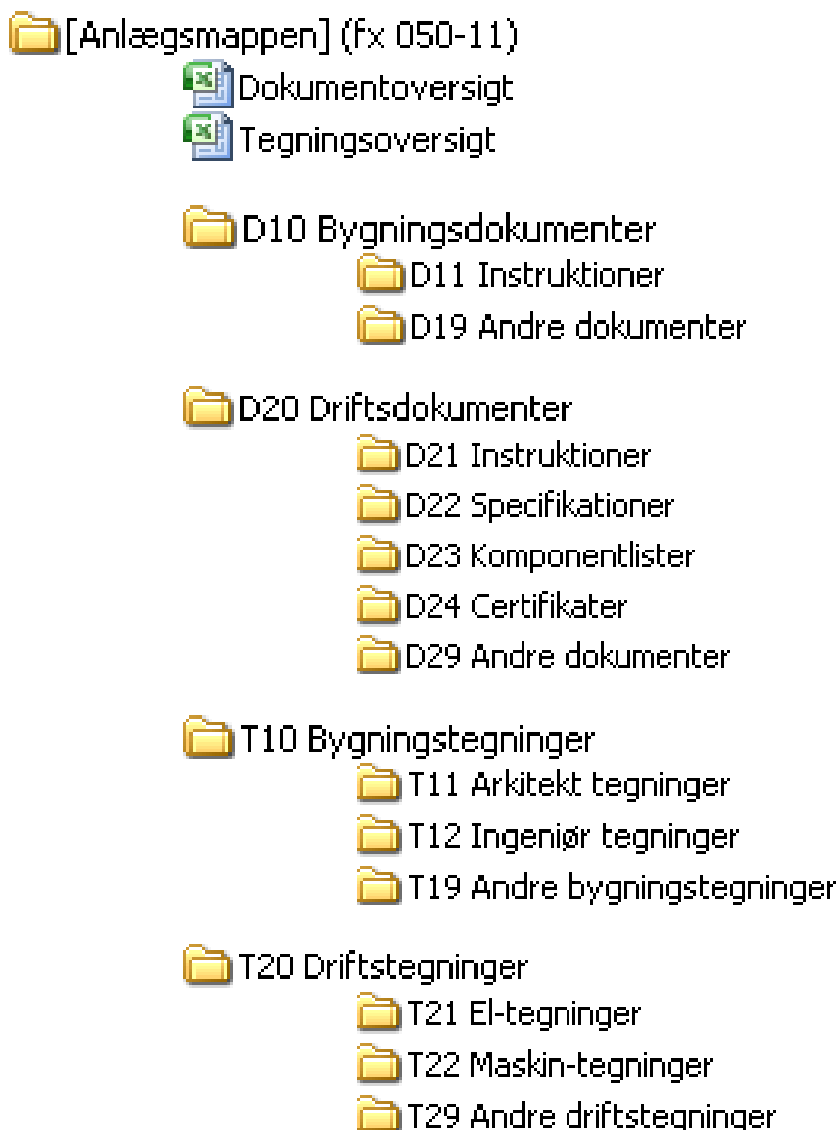 [Anlægsmappen] (fx 050-11)
Dokumentoversigt
Tegningsoversigt
D10 Bygningsdokumenter
D11 Instruktioner
D19 Andre dokumenter
D20 Driftsdokumenter
D21 Instruktioner
D22 Specifikationer
D23 Komponentlister
D24 Certifikater
D29 Andre dokumenter
T10 Bygningstegninger
T11 Arkitekt tegninger
T12 Ingeniør tegninger
T19 Andre bygningstegninger
T20 Driftstegninger
T21 El-tegninger
T22 Maskin-tegninger
T29 Andre driftstegninger